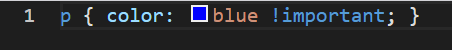 1 p { color: blue !important; }